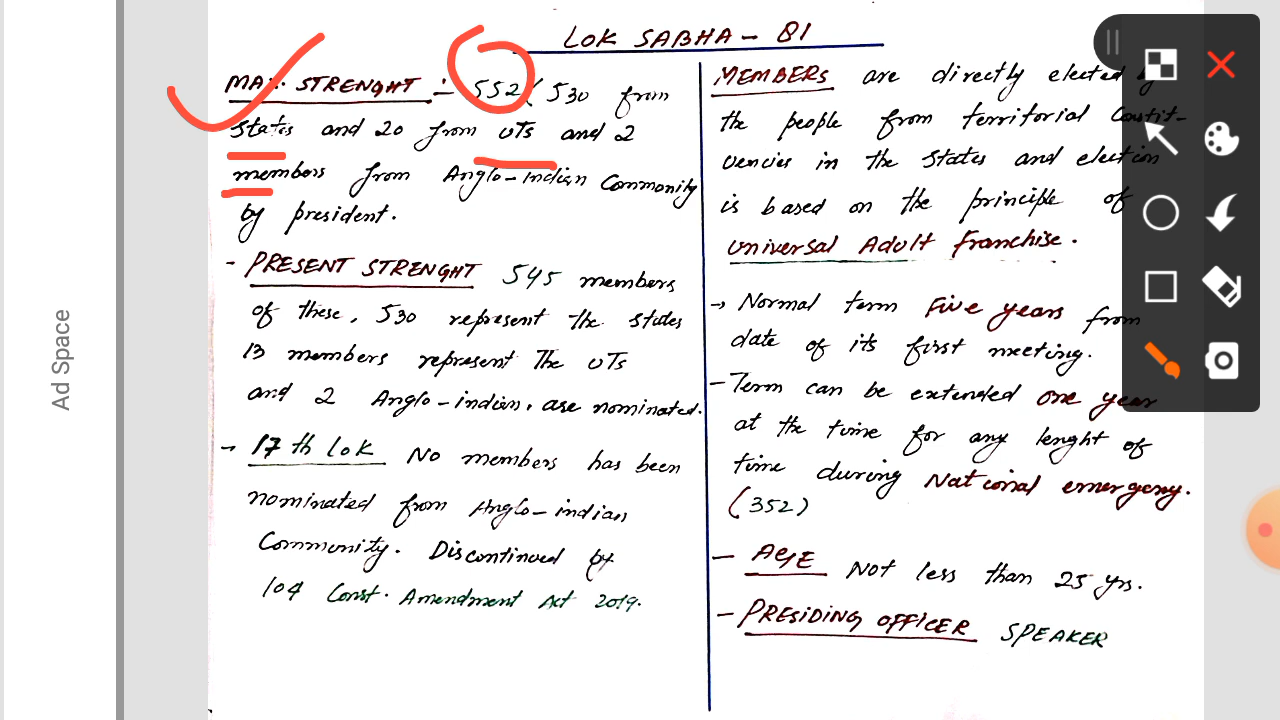 LOK SABHA - 81
MAX. STRENGHT :- 552 ( 530 from
States and 20 from UTs and 2
members from Anglo-indian Community
by president.
- PRESENT STRENGHT 545 members
of these, 530 represent the states
13 members represent The UTs
and 2 Anglo-indian. are nominated.
- 17th lok No members has been
nominated from Anglo-indian
Community. Discontinued by
104 Const. Amendment Act 2019.
MEMBERS are directly elected
the people from territorial Constit-
uencies in the States and election
is based on the principle of
Universal Adult Franchise.
→ Normal term Five years from
date of its first meeting.
- Term can be extended one year
at the time for any lenght of
time during National emergency.
(352)
- AGE Not less than 25 yrs.
- PRESIDING OFFICER SPEAKER
Ad Space